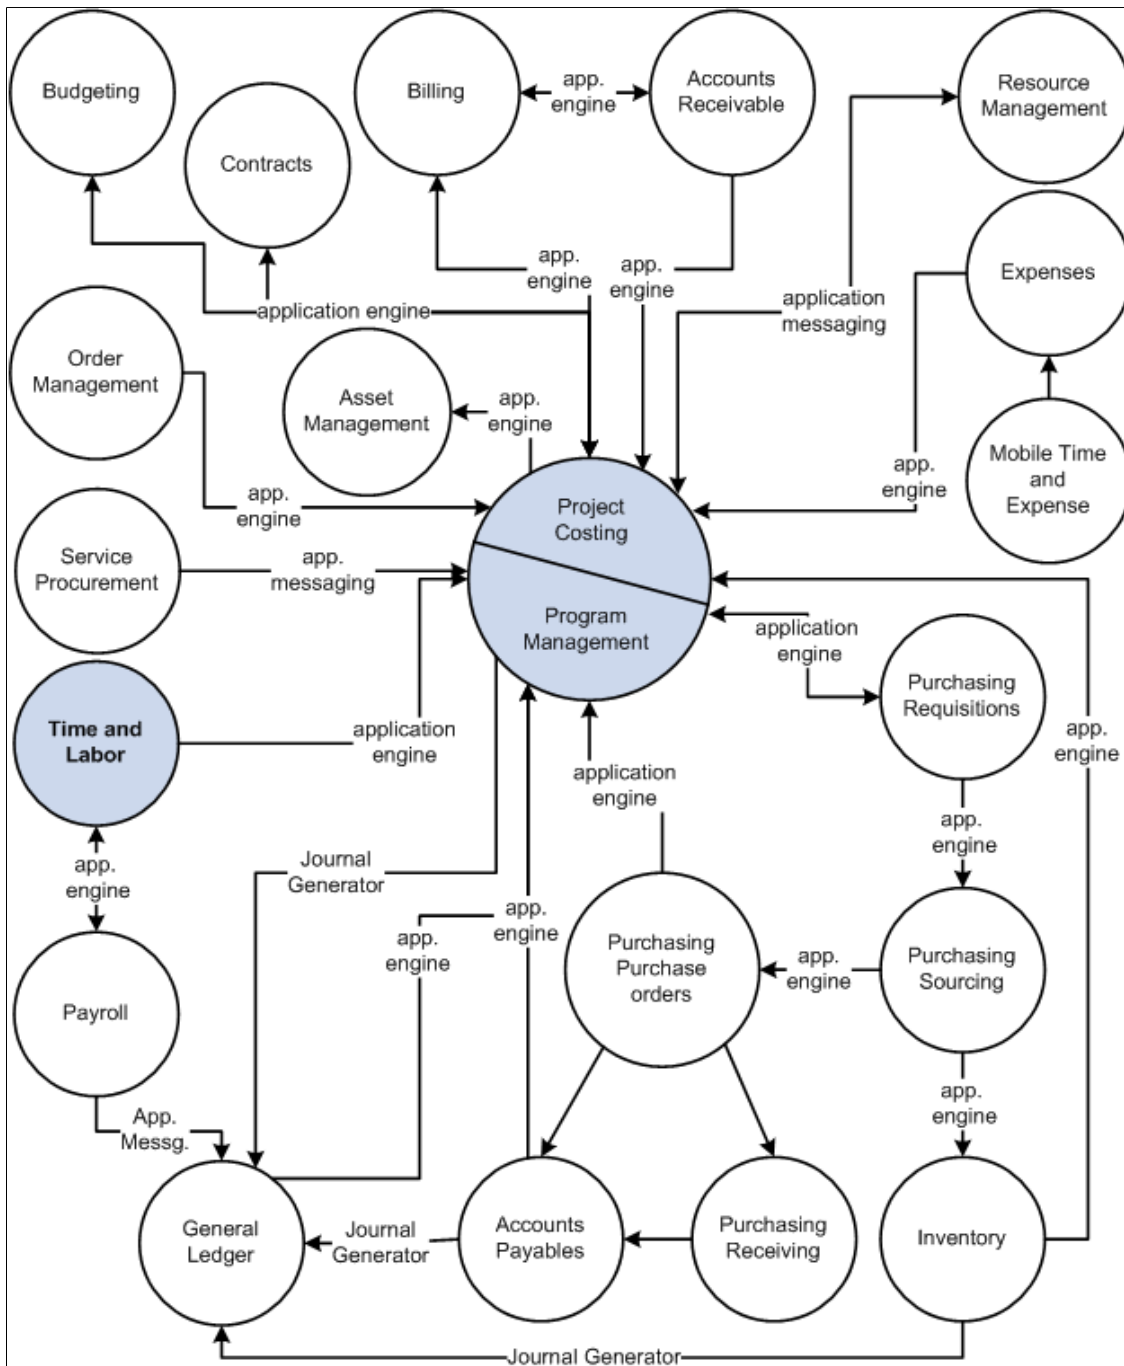 Budgeting
Contracts
Billing
app.
engine
Accounts
Receivable
Resource
Management
app.
engine
app.
engine
application
messaging
Expenses
application engine
Order
Management
Asset
Management
app.
engine
Mobile Time
and
Expense
app.
engine
app.
engine
Project
Costing
Service
Procurement
app.
messaging
Program
Management
application
engine
Purchasing
Requisitions
Time and
Labor
application
engine
app.
engine
application
engine
app.
engine
app.
engine
Journal
Generator
app.
engine
app.
engine
Purchasing
Purchase
orders
app.
engine
Purchasing
Sourcing
Payroll
App.
Messg.
app.
engine
General
Ledger
Journal
Generator
Accounts
Payables
Purchasing
Receiving
Inventory
Journal Generator